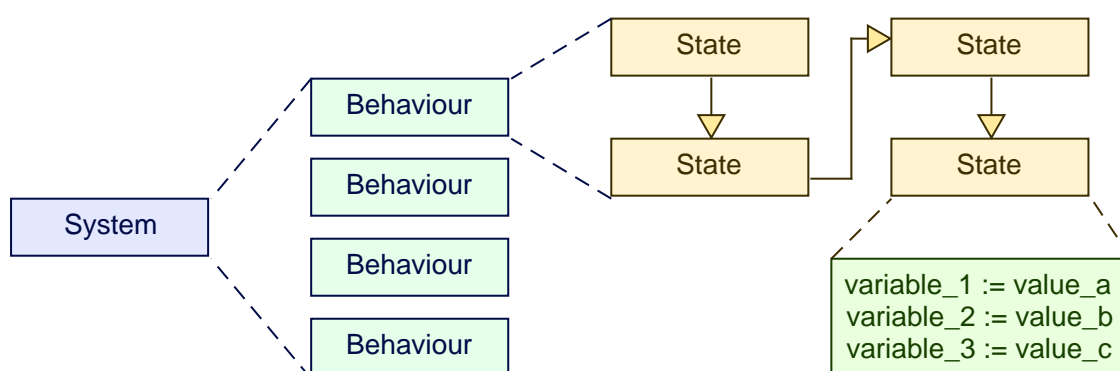 System
Behaviour
Behaviour
Behaviour
Behaviour
State
State
State
State
variable_1 := value_a
variable_2 := value_b
variable_3 := value_c